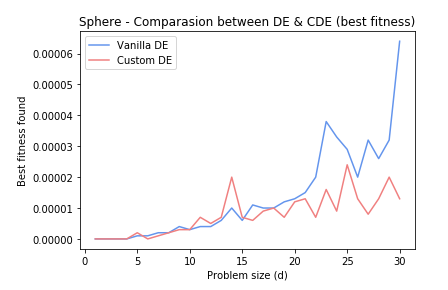 Sphere - Comparasion between DE & CDE (best fitness)
Vanilla DE
Custom DE
Best fitness found
0.00006
0.00005
0.00004
0.00003
0.00002
0.00001
0.00000
0 5 10 15 20 25 30
Problem size (d)